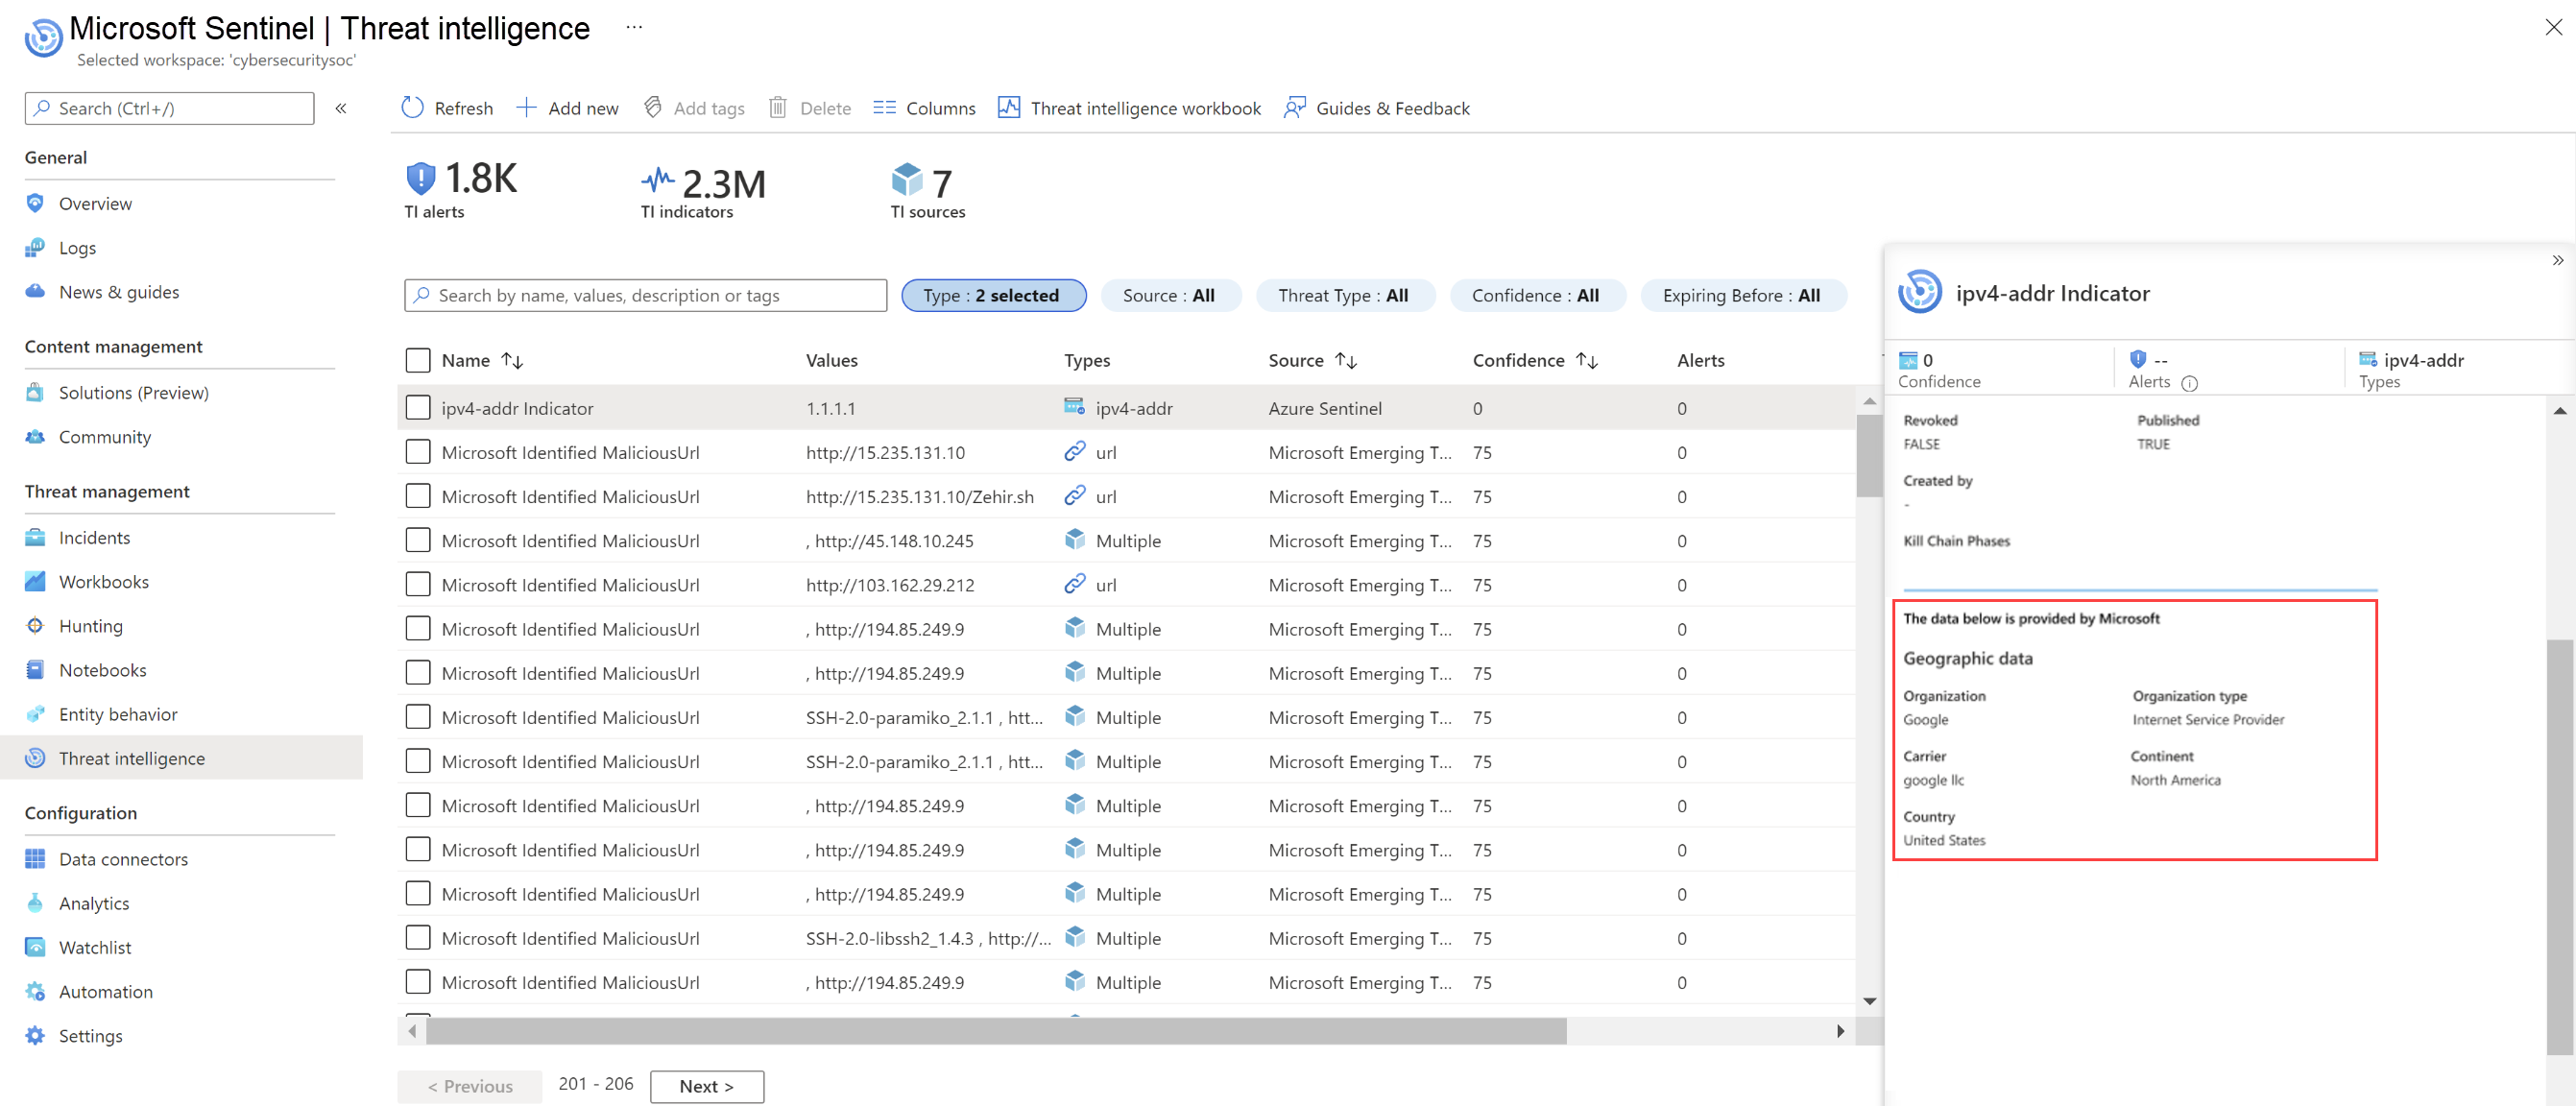 Microsoft Sentinel | Threat intelligence ...
Selected workspace: 'cybersecuritysoc'
Search (Ctrl+/)
«
General
Overview
Logs
News & guides
Content management
Solutions (Preview)
Community
Threat management
Incidents
Workbooks
Hunting
Notebooks
Entity behavior
Threat intelligence
Configuration
Data connectors
Analytics
Watchlist
Automation
Settings
Refresh Add new Add tags Delete Columns Threat intelligence workbook Guides & Feedback
1.8K
TI alerts
2.3M
TI indicators
7
TI sources
Search by name, values, description or tags Type : 2 selected Source : All Threat Type : All Confidence : All Expiring Before : All
Name Values Types Source Confidence Alerts
ipv4-addr Indicator 1.1.1.1 ipv4-addr Azure Sentinel 0 0
Microsoft Identified MaliciousUrl http://15.235.131.10 url Microsoft Emerging T... 75 0
Microsoft Identified MaliciousUrl http://15.235.131.10/Zehir.sh url Microsoft Emerging T... 75 0
Microsoft Identified MaliciousUrl , http://45.148.10.245 Multiple Microsoft Emerging T... 75 0
Microsoft Identified MaliciousUrl http://103.162.29.212 url Microsoft Emerging T... 75 0
Microsoft Identified MaliciousUrl , http://194.85.249.9 Multiple Microsoft Emerging T... 75 0
Microsoft Identified MaliciousUrl , http://194.85.249.9 Multiple Microsoft Emerging T... 75 0
Microsoft Identified MaliciousUrl SSH-2.0-paramiko_2.1.1 , htt... Multiple Microsoft Emerging T... 75 0
Microsoft Identified MaliciousUrl SSH-2.0-paramiko_2.1.1 , htt... Multiple Microsoft Emerging T... 75 0
Microsoft Identified MaliciousUrl , http://194.85.249.9 Multiple Microsoft Emerging T... 75 0
Microsoft Identified MaliciousUrl , http://194.85.249.9 Multiple Microsoft Emerging T... 75 0
Microsoft Identified MaliciousUrl , http://194.85.249.9 Multiple Microsoft Emerging T... 75 0
Microsoft Identified MaliciousUrl SSH-2.0-libssh2_1.4.3 , http://... Multiple Microsoft Emerging T... 75 0
Microsoft Identified MaliciousUrl , http://194.85.249.9 Multiple Microsoft Emerging T... 75 0
< Previous 201 - 206 Next >
»
ipv4-addr Indicator
0 -- ipv4-addr
Confidence Alerts Types
Revoked Published
FALSE TRUE
Created by
-
Kill Chain Phases
The data below is provided by Microsoft
Geographic data
Organization Organization type
Google Internet Service Provider
Carrier Continent
google llc North America
Country
United States